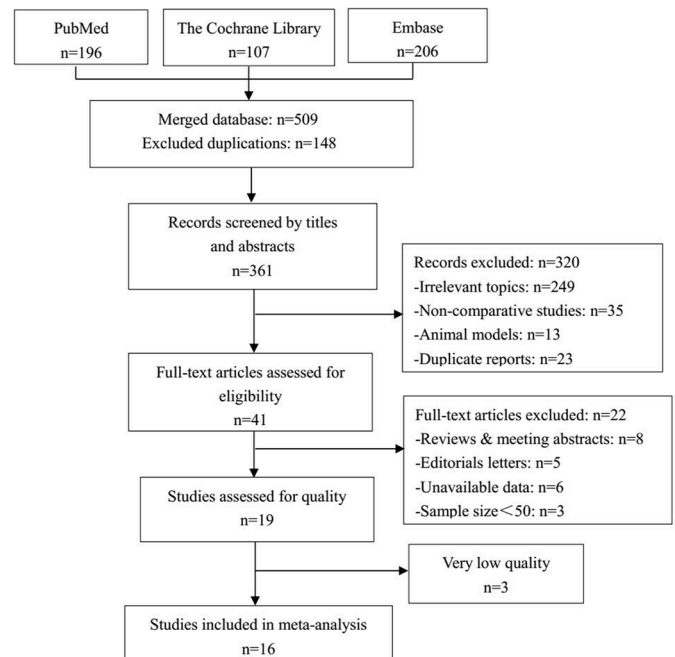 PubMed
n=196
The Cochrane Library
n=107
Embase
n=206
Merged database: n=509
Excluded duplications: n=148
Records screened by titles
and abstracts
n=361
Records excluded: n=320
-Irrelevant topics: n=249
-Non-comparative studies: n=35
-Animal models: n=13
-Duplicate reports: n=23
Full-text articles assessed for
eligibility
n=41
Full-text articles excluded: n=22
-Reviews & meeting abstracts: n=8
-Editorials letters: n=5
-Unavailable data: n=6
-Sample size<50: n=3
Studies assessed for quality
n=19
Very low quality
n=3
Studies included in meta-analysis
n=16